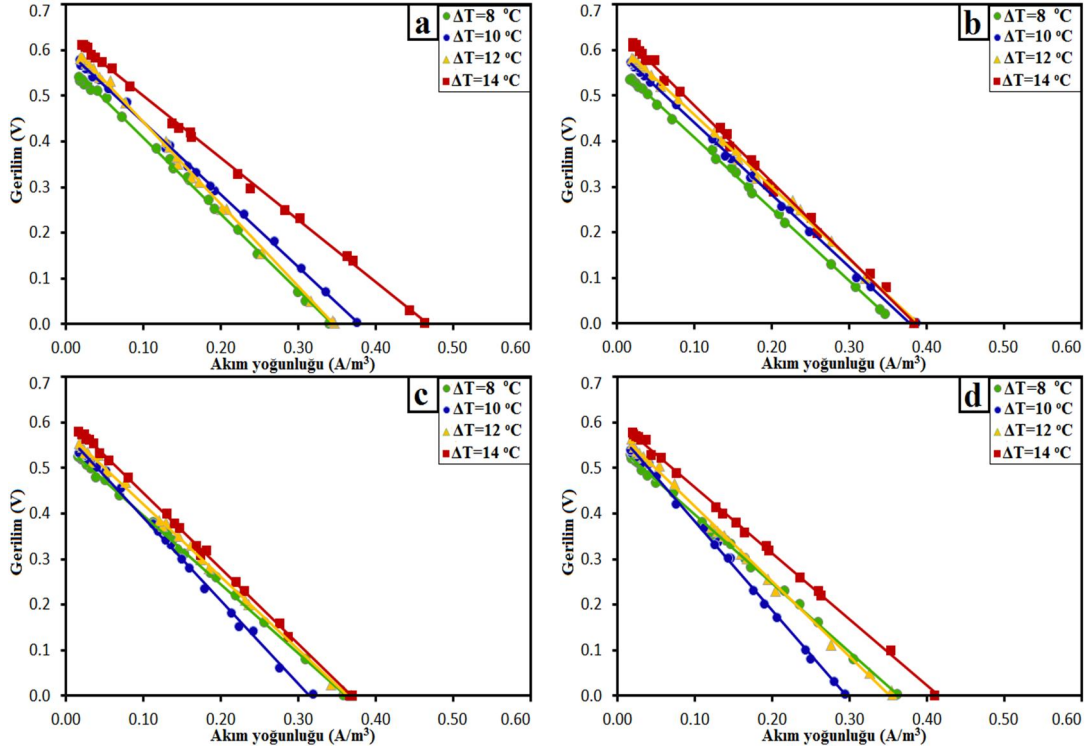 a
ΔT=8 °C
ΔT=10 °C
ΔT=12 °C
ΔT=14 °C
0.7
0.6
0.5
0.4
0.3
0.2
0.1
0.0
Gerilim (V)
0.00 0.10 0.20 0.30 0.40 0.50 0.60
Akım yoğunluğu (A/m³)
b
ΔT=8 °C
ΔT=10 °C
ΔT=12 °C
ΔT=14 °C
0.7
0.6
0.5
0.4
0.3
0.2
0.1
0.0
Gerilim (V)
0.00 0.10 0.20 0.30 0.40 0.50 0.60
Akım yoğunluğu (A/m³)
c
ΔT=8 °C
ΔT=10 °C
ΔT=12 °C
ΔT=14 °C
0.7
0.6
0.5
0.4
0.3
0.2
0.1
0.0
Gerilim (V)
0.00 0.10 0.20 0.30 0.40 0.50 0.60
Akım yoğunluğu (A/m³)
d
ΔT=8 °C
ΔT=10 °C
ΔT=12 °C
ΔT=14 °C
0.7
0.6
0.5
0.4
0.3
0.2
0.1
0.0
Gerilim (V)
0.00 0.10 0.20 0.30 0.40 0.50 0.60
Akım yoğunluğu (A/m³)